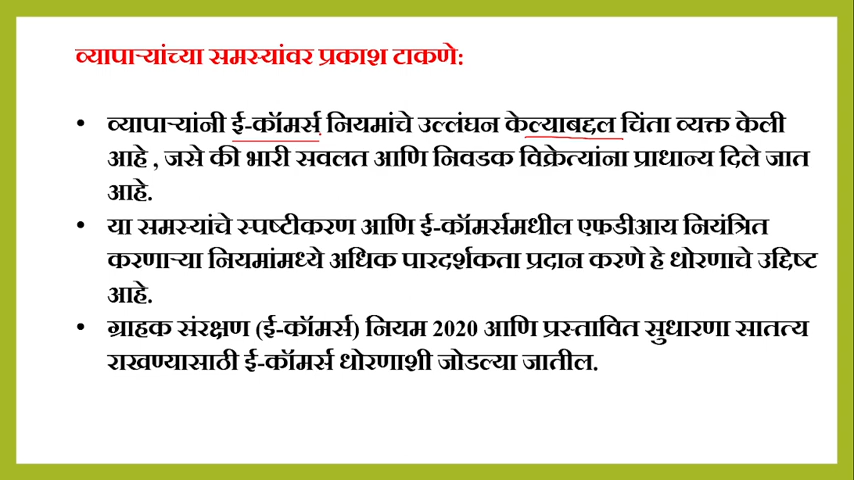 व्यापाऱ्यांच्या समस्यांवर प्रकाश टाकणे:
• व्यापाऱ्यांनी ई-कॉमर्स नियमांचे उल्लंघन केल्याबद्दल चिंता व्यक्त केली
आहे , जसे की भारी सवलत आणि निवडक विक्रेत्यांना प्राधान्य दिले जात
आहे.
• या समस्यांचे स्पष्टीकरण आणि ई-कॉमर्समधील एफडीआय नियंत्रित
करणाऱ्या नियमांमध्ये अधिक पारदर्शकता प्रदान करणे हे धोरणाचे उद्दिष्ट
आहे.
• ग्राहक संरक्षण (ई-कॉमर्स) नियम 2020 आणि प्रस्तावित सुधारणा सातत्य
राखण्यासाठी ई-कॉमर्स धोरणाशी जोडल्या जातील.